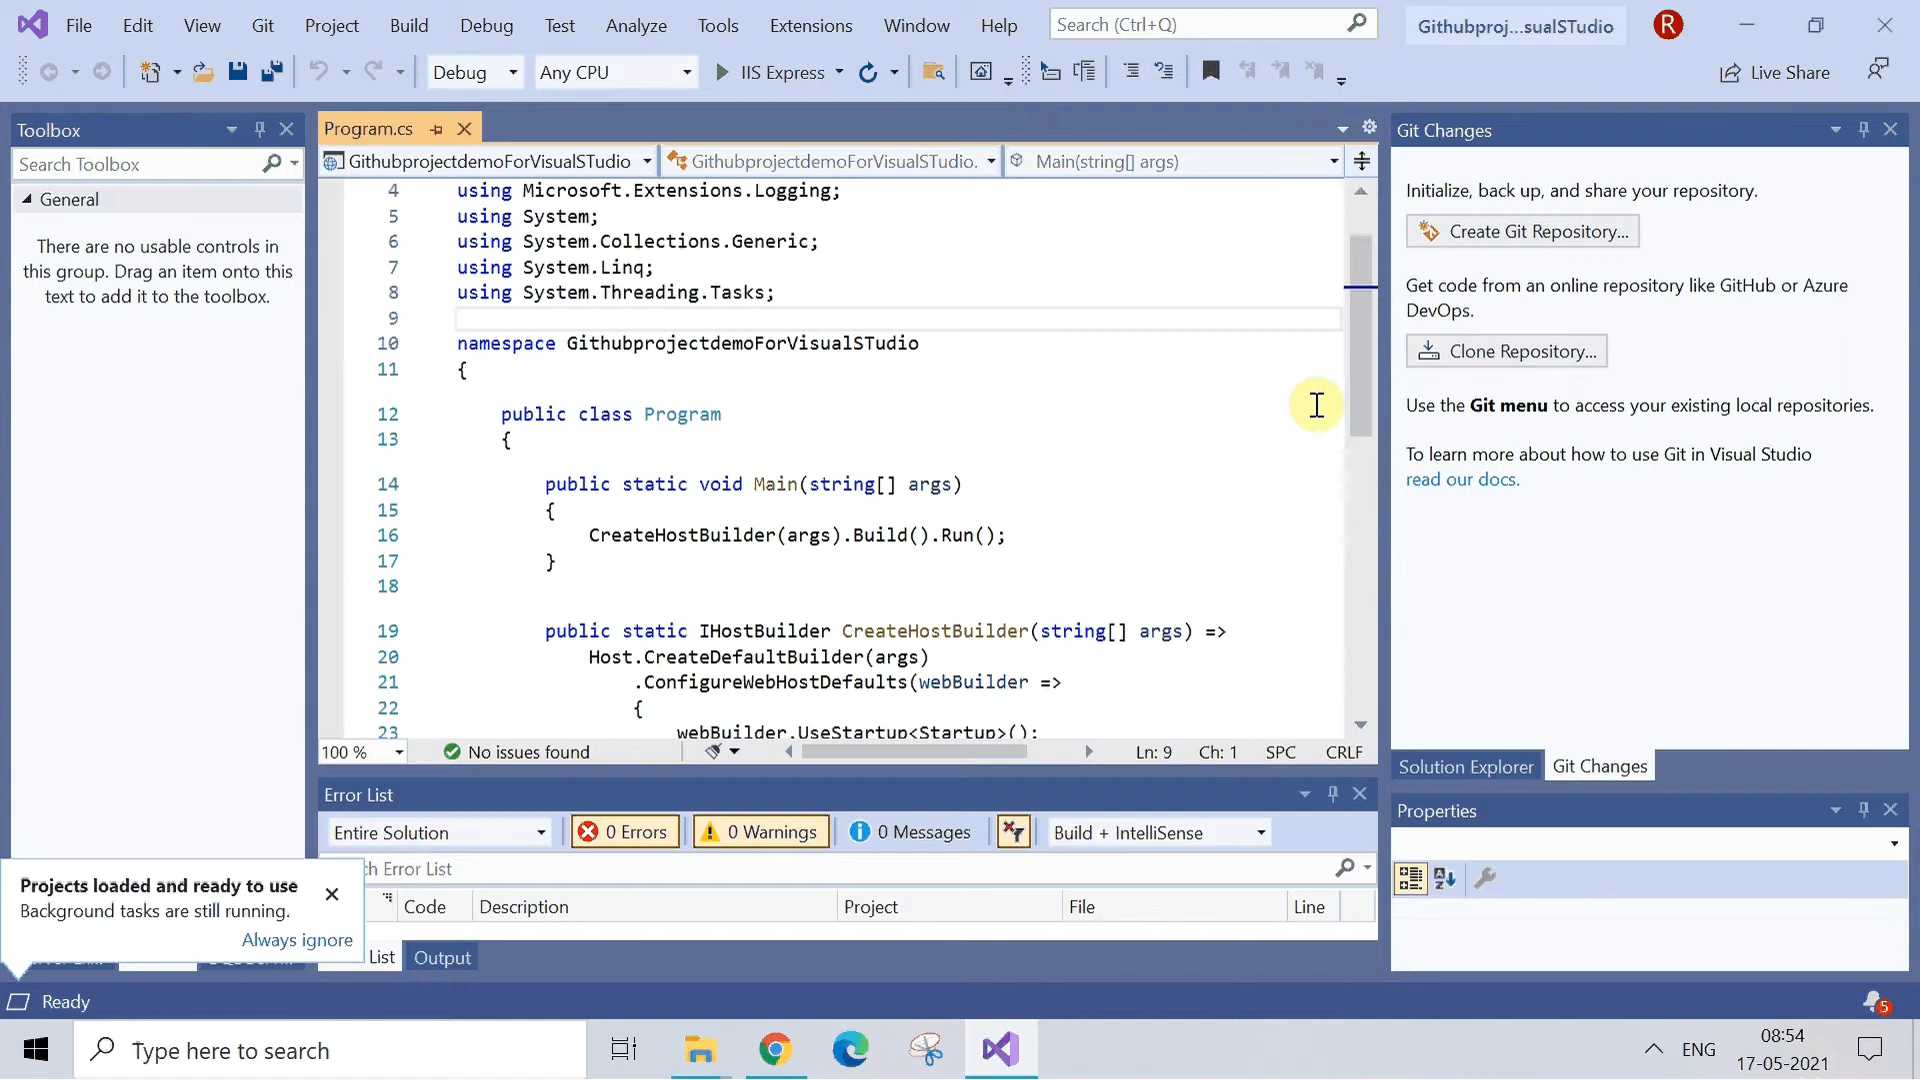 File Edit View Git Project Build Debug Test Analyze Tools Extensions Window Help Search (Ctrl+Q) Githubproj...sualSTudio R
Debug Any CPU IIS Express Live Share
Toolbox
Search Toolbox
General
There are no usable controls in
this group. Drag an item onto this
text to add it to the toolbox.
Program.cs
GithubprojectdemoForVisualSTudio GithubprojectdemoForVisualSTudio. Main(string[] args)
4 using Microsoft.Extensions.Logging;
5 using System;
6 using System.Collections.Generic;
7 using System.Linq;
8 using System.Threading.Tasks;
9
10 namespace GithubprojectdemoForVisualSTudio
11 {
12 public class Program
13 {
14 public static void Main(string[] args)
15 {
16 CreateHostBuilder(args).Build().Run();
17 }
18
19 public static IHostBuilder CreateHostBuilder(string[] args) =>
20 Host.CreateDefaultBuilder(args)
21 .ConfigureWebHostDefaults(webBuilder =>
22 {
23 webBuilder.UseStartup<Startup>();
100 % No issues found Ln: 9 Ch: 1 SPC CRLF
Git Changes
Initialize, back up, and share your repository.
Create Git Repository...
Get code from an online repository like GitHub or Azure
DevOps.
Clone Repository...
Use the Git menu to access your existing local repositories.
To learn more about how to use Git in Visual Studio
read our docs.
Solution Explorer Git Changes
Properties
Error List
Entire Solution 0 Errors 0 Warnings 0 Messages Build + IntelliSense
Error List
Code Description Project File Line
List Output
Projects loaded and ready to use
Background tasks are still running.
Always ignore
Ready 5
Type here to search ENG 08:54
17-05-2021